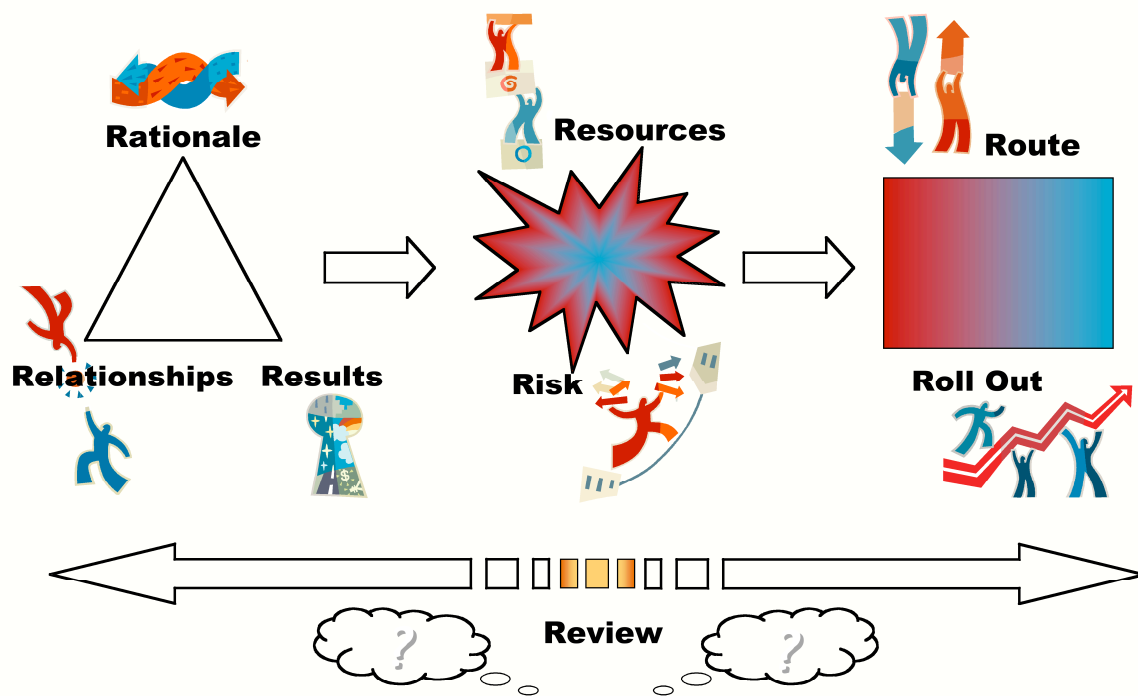 Rationale
Resources
Route
Relationships
Results
Risk
Roll Out
$
Review
?
?